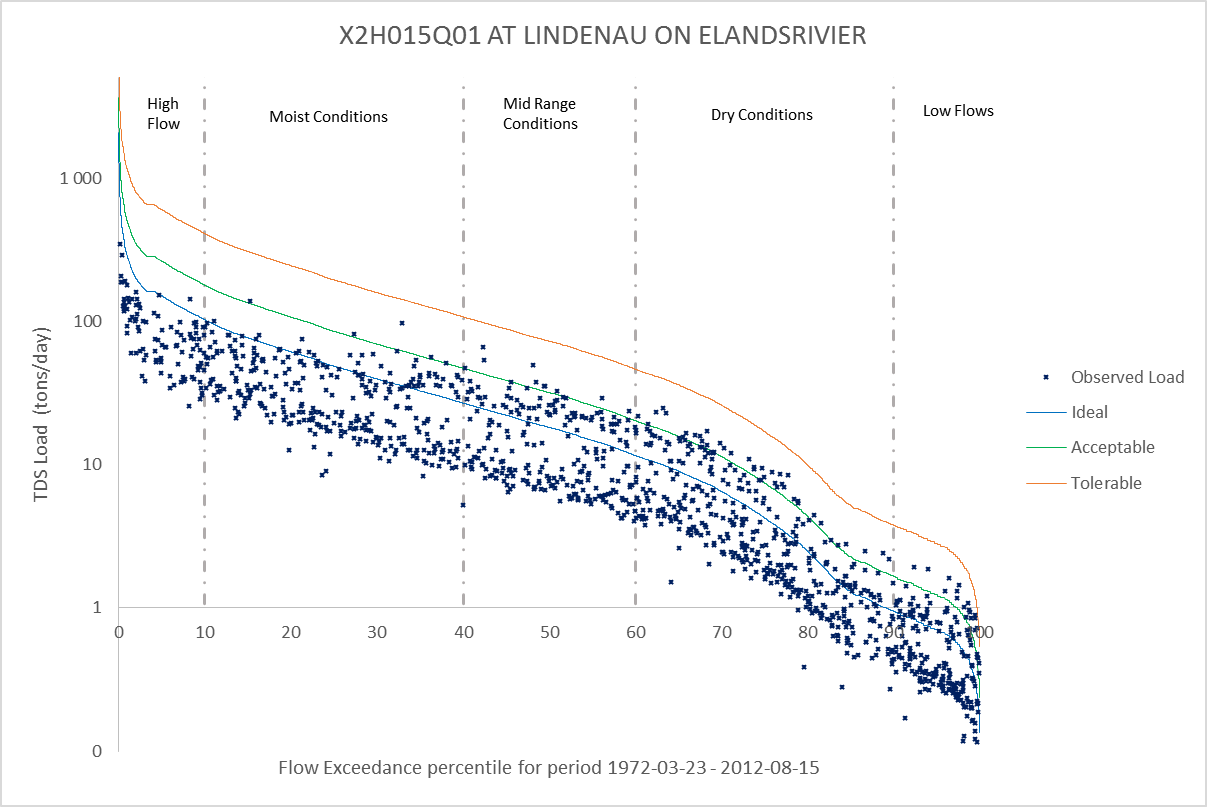 X2H015Q01 AT LINDENAU ON ELANDSRIVIER
High
Flow
Moist Conditions
Mid Range
Conditions
Dry Conditions
Low Flows
TDS Load (tons/day)
1 000
100
10
1
0
0 10 20 30 40 50 60 70 80 90 100
Flow Exceedance percentile for period 1972-03-23 - 2012-08-15
Observed Load
Ideal
Acceptable
Tolerable